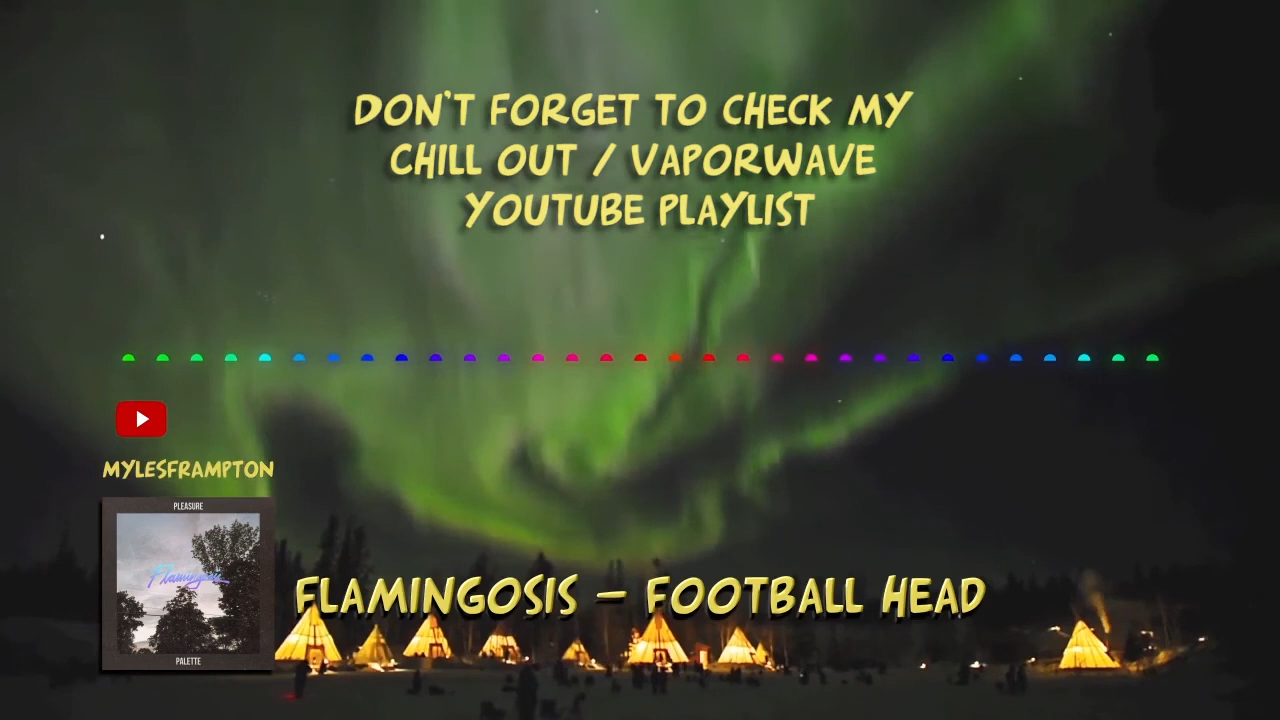 DON'T FORGET TO CHECK MY
CHILL OUT / VAPORWAVE
YOUTUBE PLAYLIST
MYLESFRAMPTON
PLEASURE
Flamingosis
PALETTE
FLAMINGOSIS – FOOTBALL HEAD